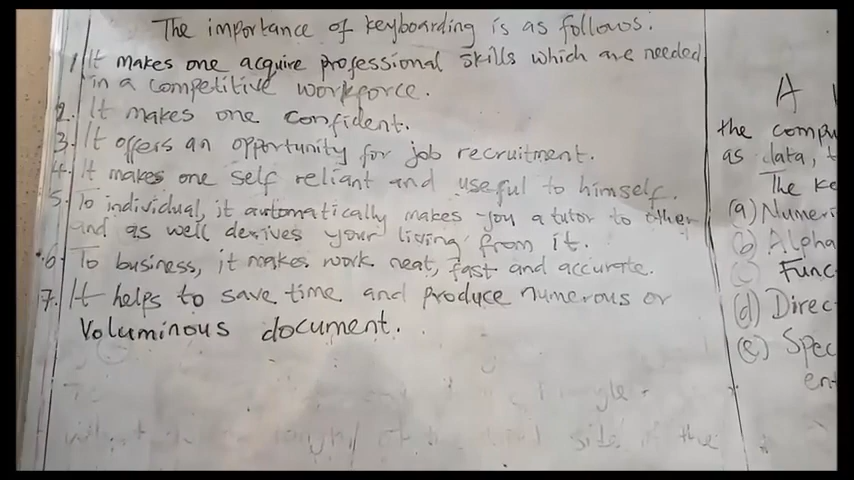 The importance of keyboarding is as follows:
1. It makes one acquire professional skills which are needed
in a competitive workforce.
2. It makes one confident.
3. It offers an opportunity for job recruitment.
4. It makes one self reliant and useful to himself.
5. To individual, it automatically makes you a tutor to other
and as well derives your living from it.
6. To business, it makes work neat, fast and accurate.
7. It helps to save time and produce numerous or
voluminous document.
A
the compu
as data, t
The Ke
(a) Numeri
(b) Alpha
(c) Func
(d) Direc
(e) Spec
en